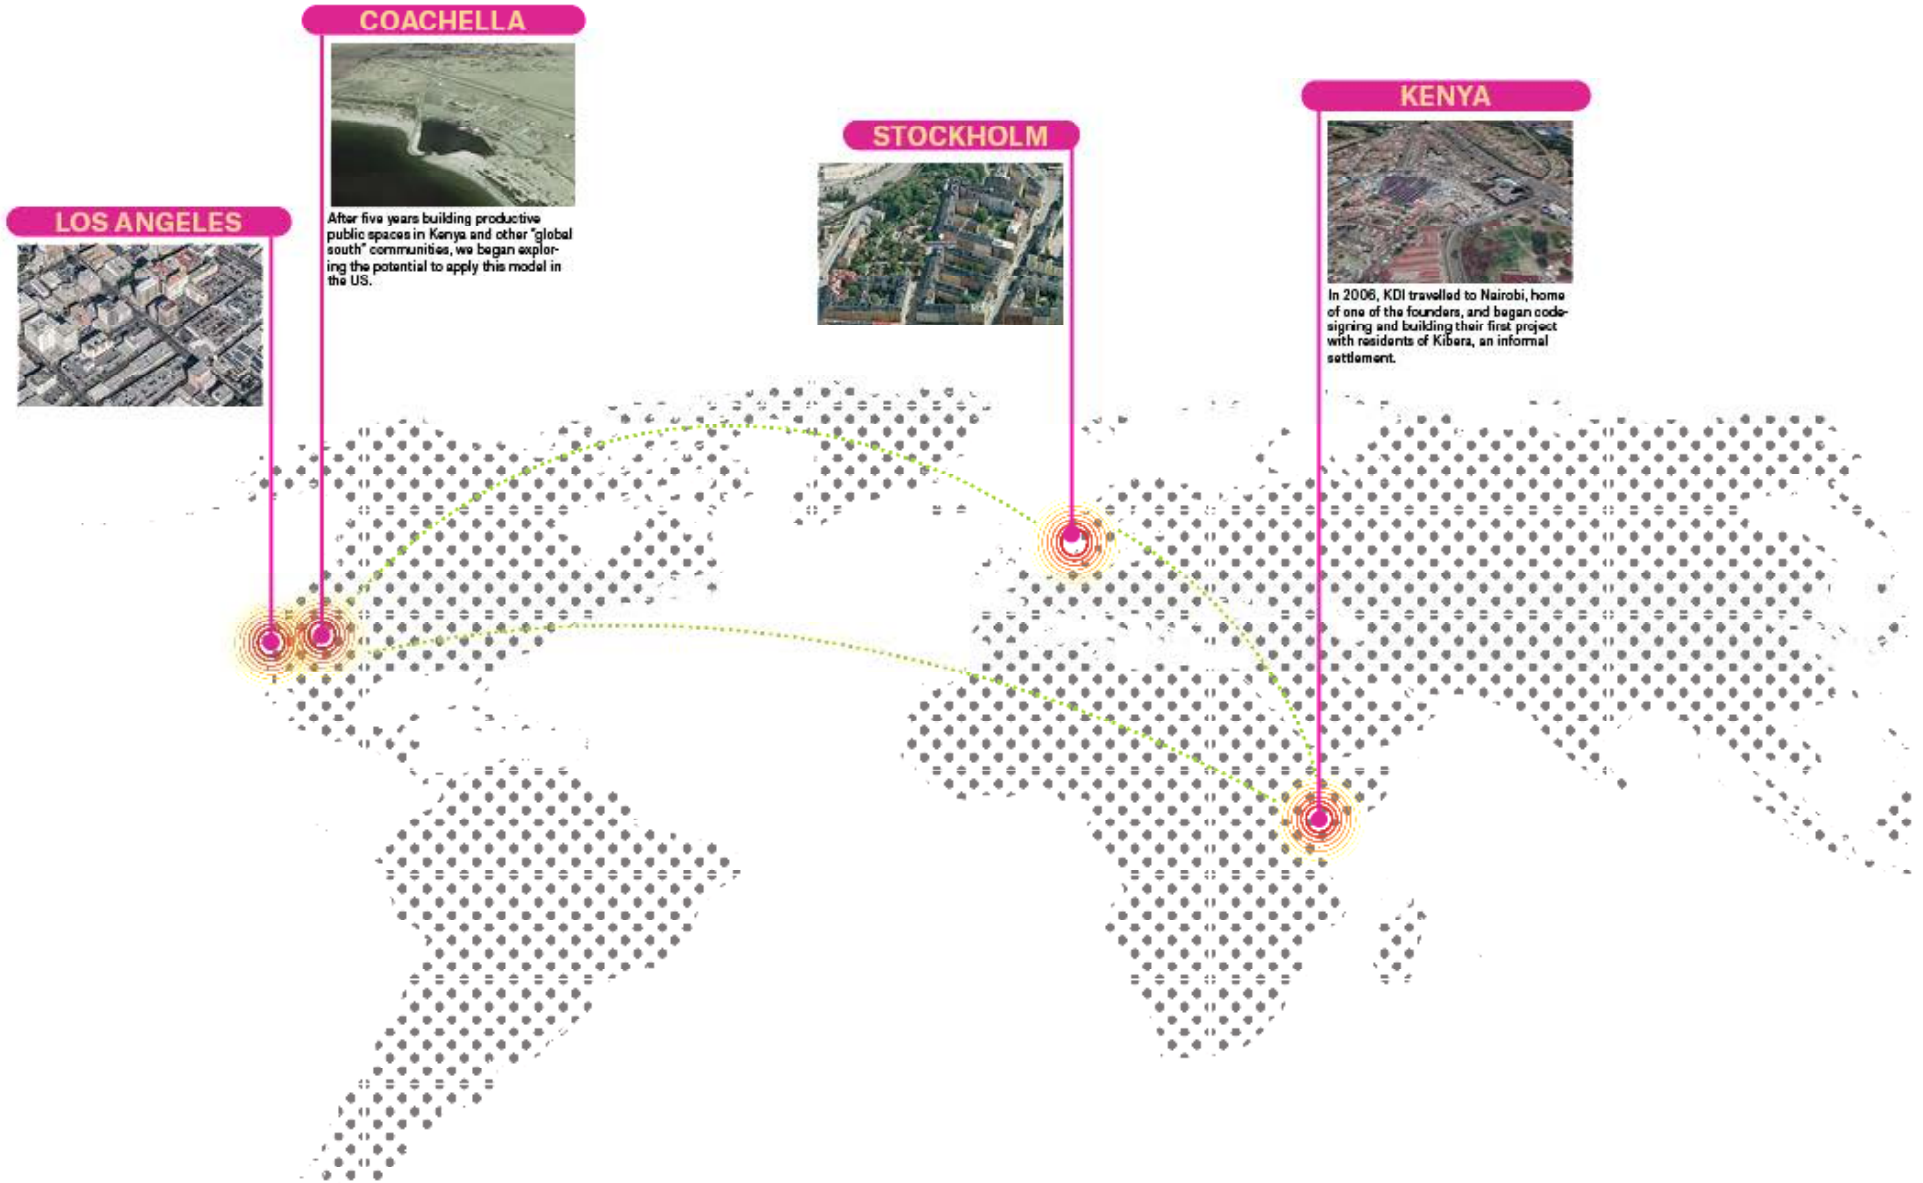 COACHELLA
After five years building productive
public spaces in Kenya and other "global
south" communities, we began explor-
ing the potential to apply this model in
the US.
LOS ANGELES
STOCKHOLM
KENYA
In 2006, KDI travelled to Nairobi, home
of one of the founders, and began code-
signing and building their first project
with residents of Kibera, an informal
settlement.